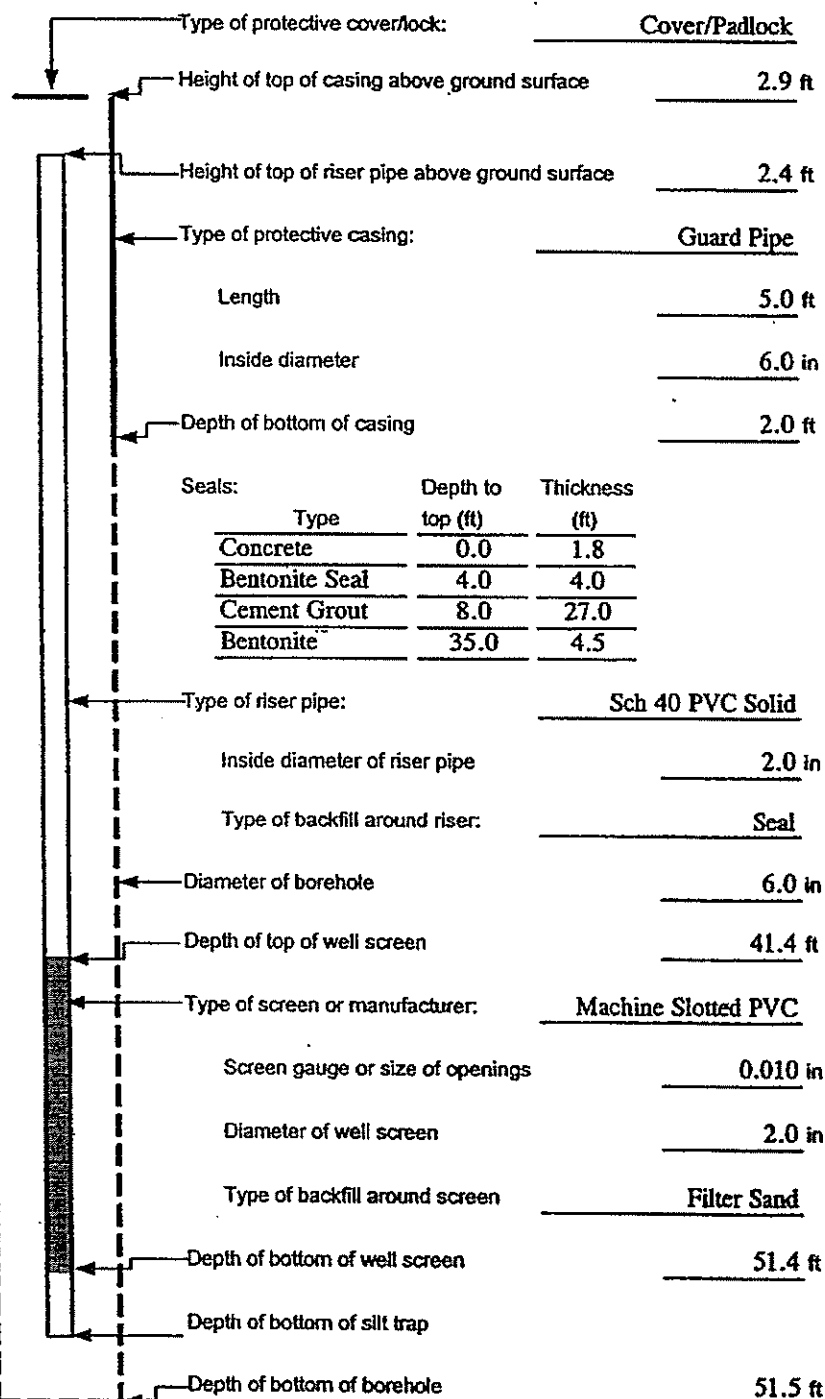 Type of protective cover/lock: Cover/Padlock
Height of top of casing above ground surface 2.9 ft
Height of top of riser pipe above ground surface 2.4 ft
Type of protective casing: Guard Pipe
Length 5.0 ft
Inside diameter 6.0 in
Depth of bottom of casing 2.0 ft
Seals: Depth to Thickness
Type top (ft) (ft)
Concrete 0.0 1.8
Bentonite Seal 4.0 4.0
Cement Grout 8.0 27.0
Bentonite 35.0 4.5
Type of riser pipe: Sch 40 PVC Solid
Inside diameter of riser pipe 2.0 in
Type of backfill around riser: Seal
Diameter of borehole 6.0 in
Depth of top of well screen 41.4 ft
Type of screen or manufacturer: Machine Slotted PVC
Screen gauge or size of openings 0.010 in
Diameter of well screen 2.0 in
Type of backfill around screen Filter Sand
Depth of bottom of well screen 51.4 ft
Depth of bottom of silt trap
Depth of bottom of borehole 51.5 ft